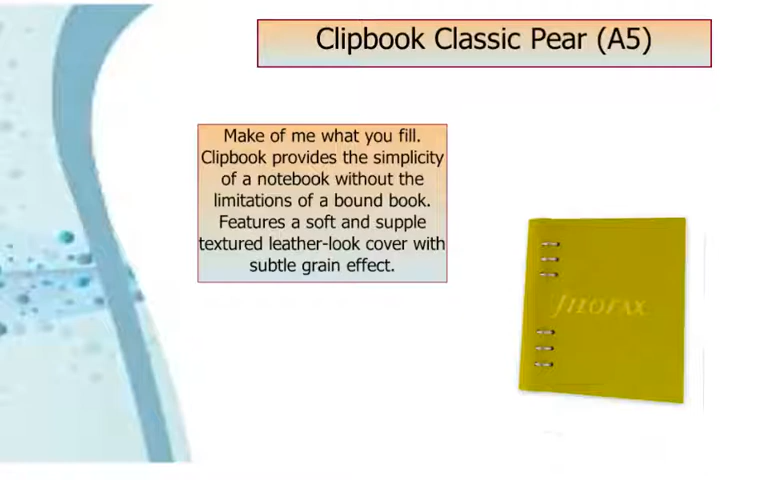 Clipbook Classic Pear (A5)
Make of me what you fill.
Clipbook provides the simplicity
of a notebook without the
limitations of a bound book.
Features a soft and supple
textured leather-look cover with
subtle grain effect.
filofax